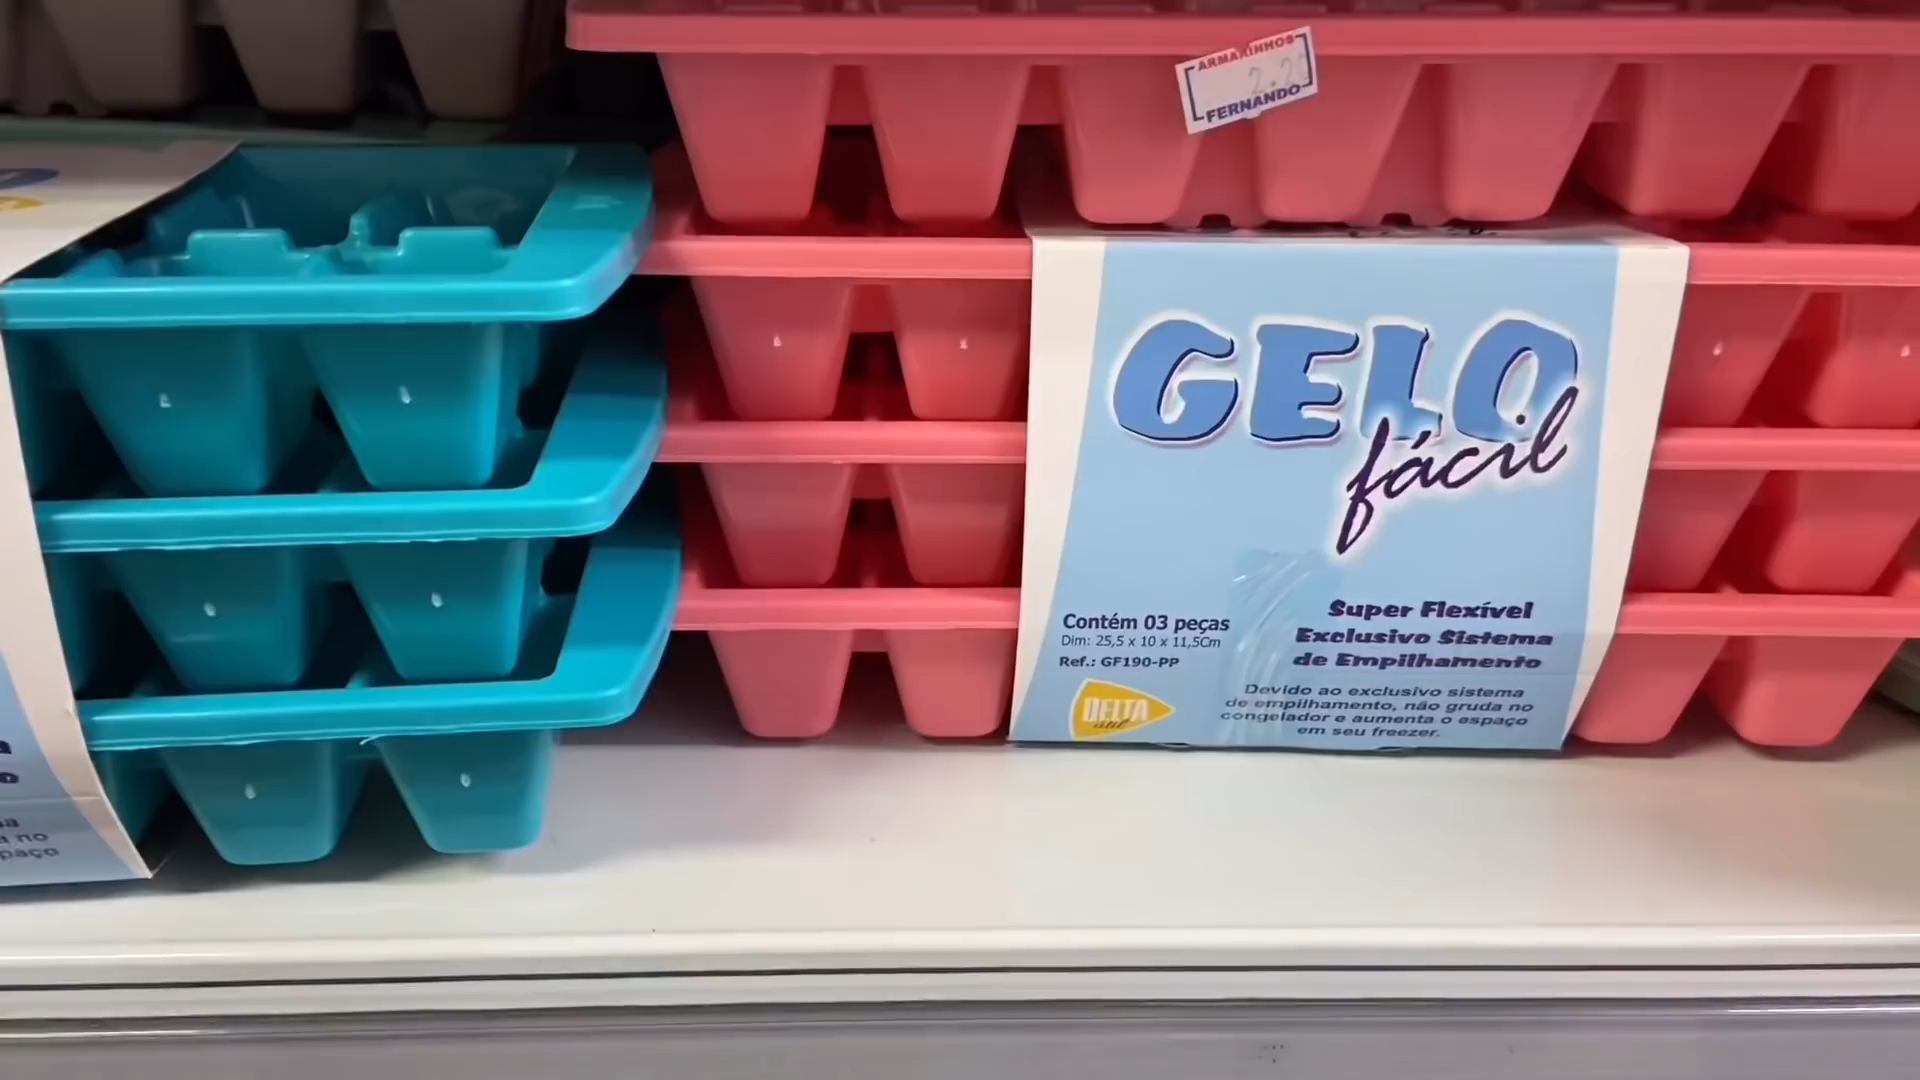 ARMARINHOS
FERNANDO
GELO
fácil
Contém 03 peças
Dim: 25,5 x 10 x 11,5Cm
Ref.: GF190-PP
Super Flexível
Exclusivo Sistema
de Empilhamento
Devido ao exclusivo sistema
de empilhamento, não gruda no
congelador e aumenta o espaço
em seu freezer.
DELTA
útil